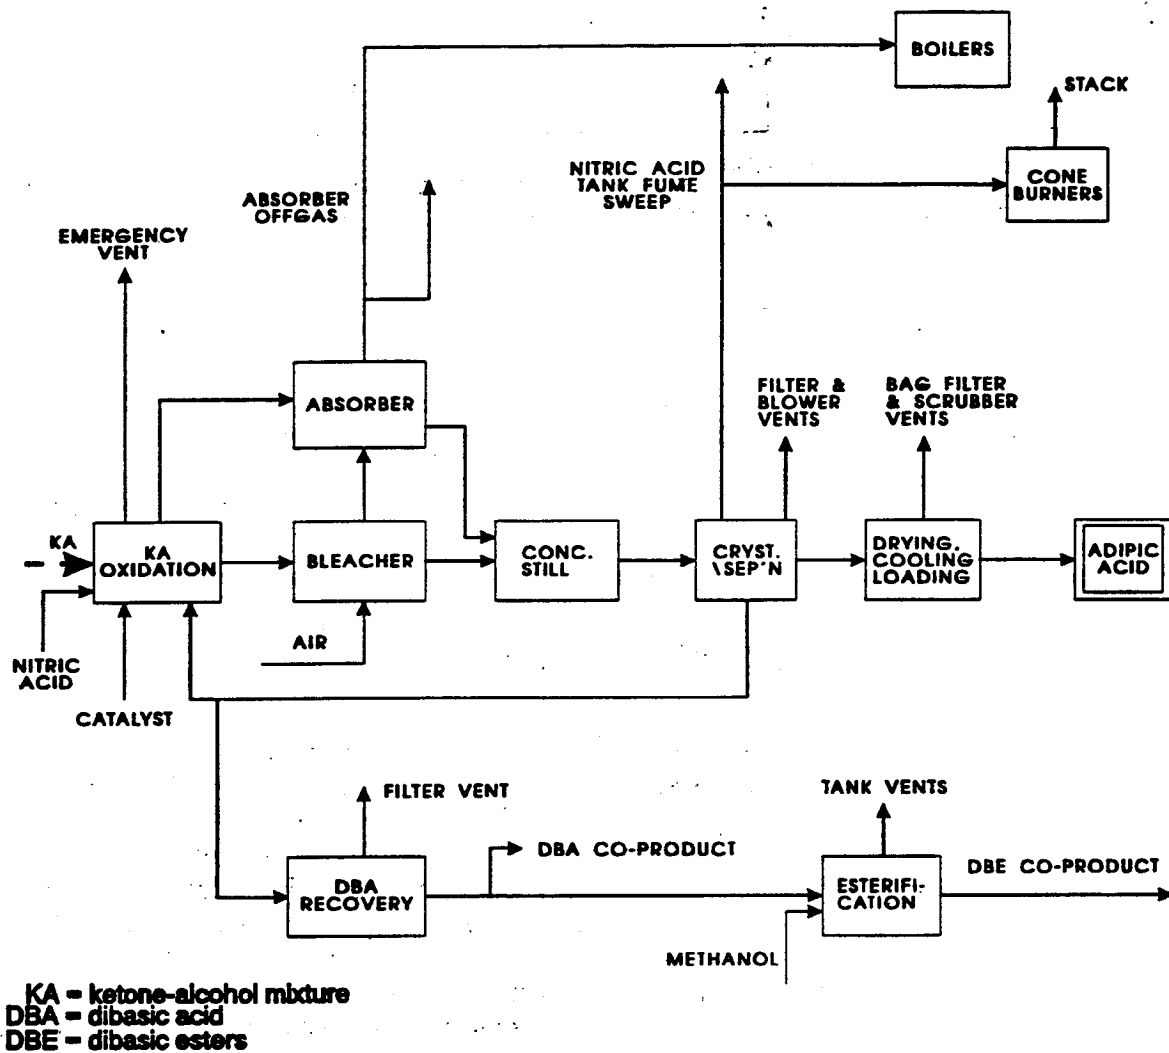 BOILERS
STACK
NITRIC ACID
TANK FUME
SWEEP
CONE
BURNERS
ABSORBER
OFFGAS
EMERGENCY
VENT
FILTER &
BLOWER
VENTS
BAG FILTER
& SCRUBBER
VENTS
ABSORBER
KA
KA
OXIDATION
BLEACHER
CONC.
STILL
CRYST.
\SEP'N
DRYING,
COOLING
LOADING
ADIPIC
ACID
AIR
NITRIC
ACID
CATALYST
FILTER VENT
TANK VENTS
DBA CO-PRODUCT
DBA
RECOVERY
ESTERIFI-
CATION
DBE CO-PRODUCT
METHANOL
KA = ketone-alcohol mixture
DBA = dibasic acid
DBE = dibasic esters